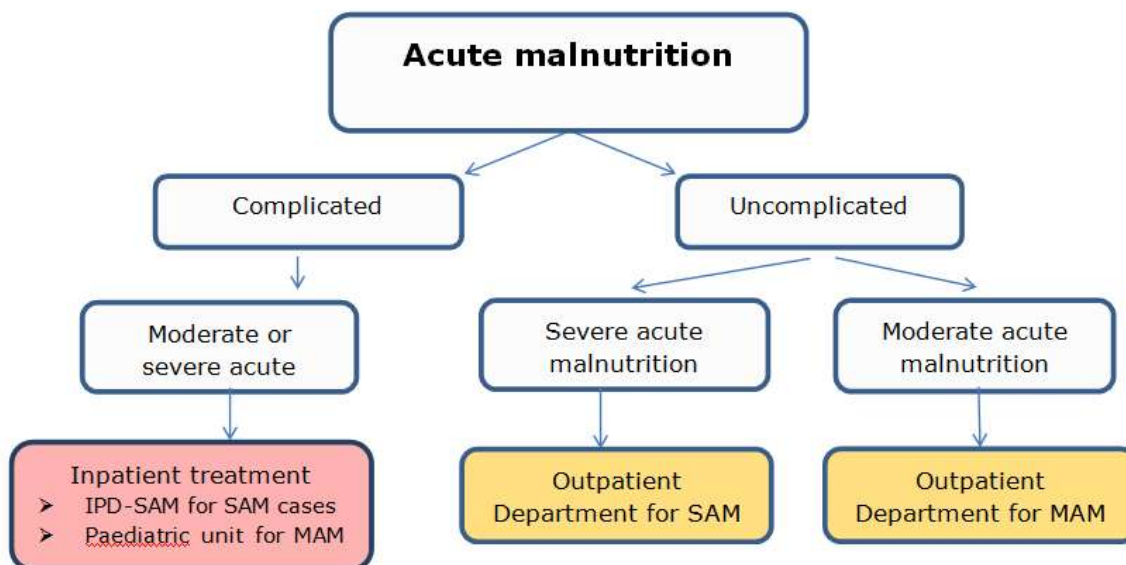 Acute malnutrition
Complicated
Uncomplicated
Moderate or
severe acute
Severe acute
malnutrition
Moderate acute
malnutrition
Inpatient treatment
➤ IPD-SAM for SAM cases
➤ Paediatric unit for MAM
Outpatient
Department for SAM
Outpatient
Department for MAM